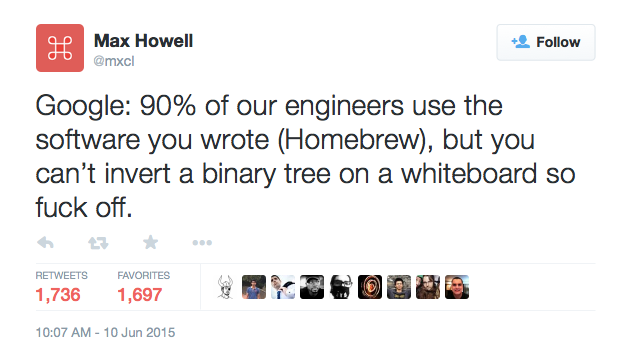 Max Howell
@mxcl
Follow
Google: 90% of our engineers use the
software you wrote (Homebrew), but you
can’t invert a binary tree on a whiteboard so
fuck off.
RETWEETS FAVORITES
1,736 1,697
10:07 AM - 10 Jun 2015